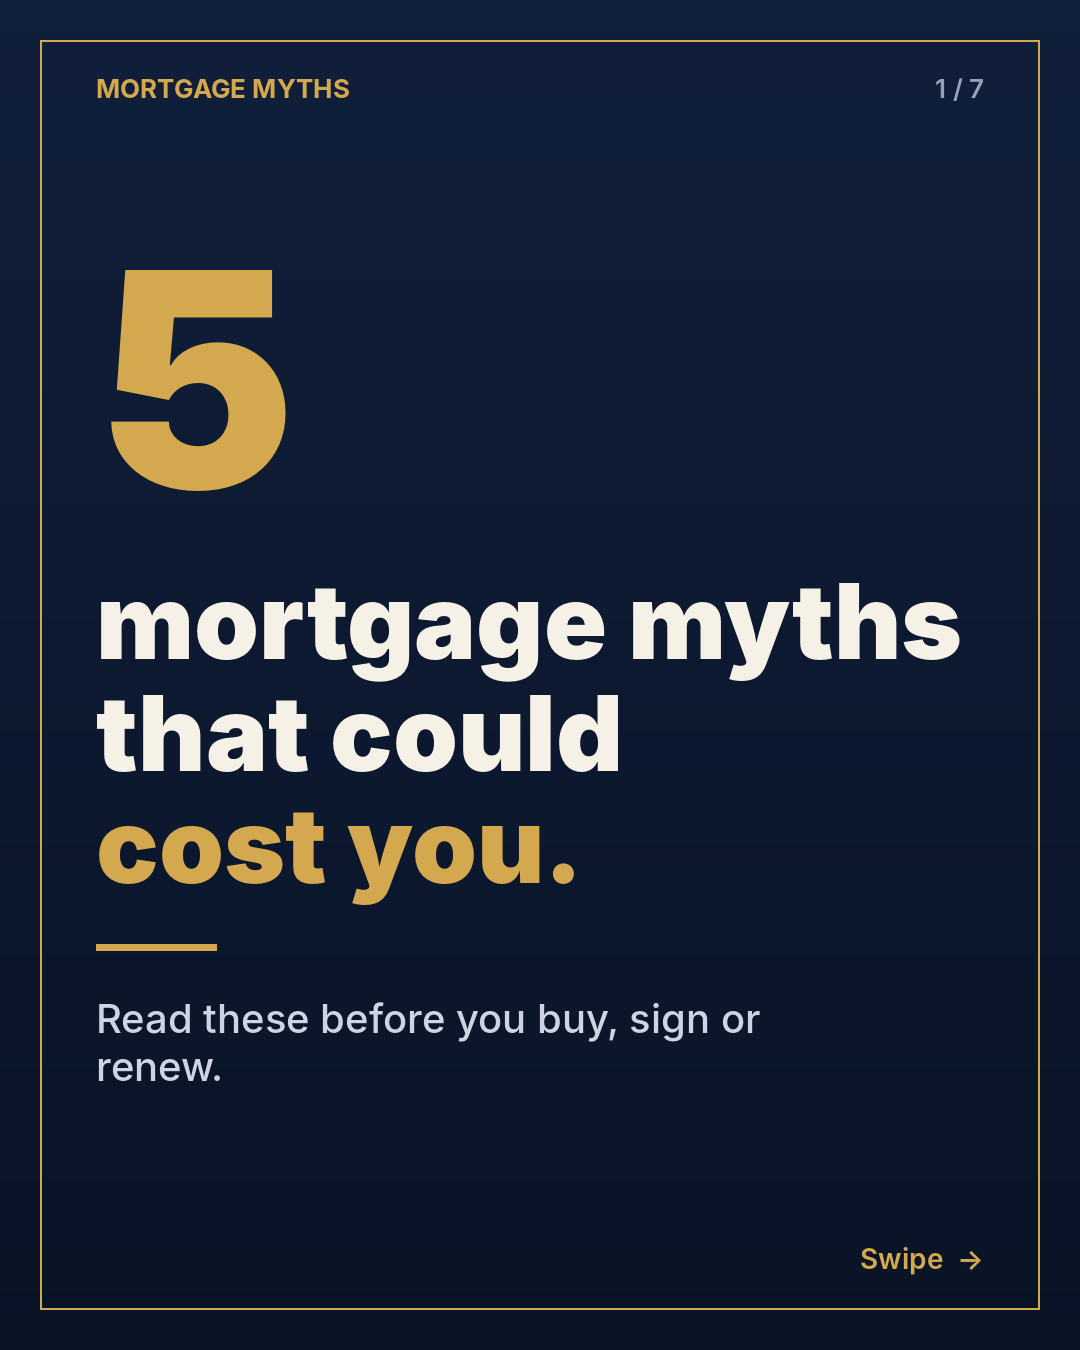 MORTGAGE MYTHS
1 / 7
5
mortgage myths
that could
cost you.
Read these before you buy, sign or
renew.
Swipe →